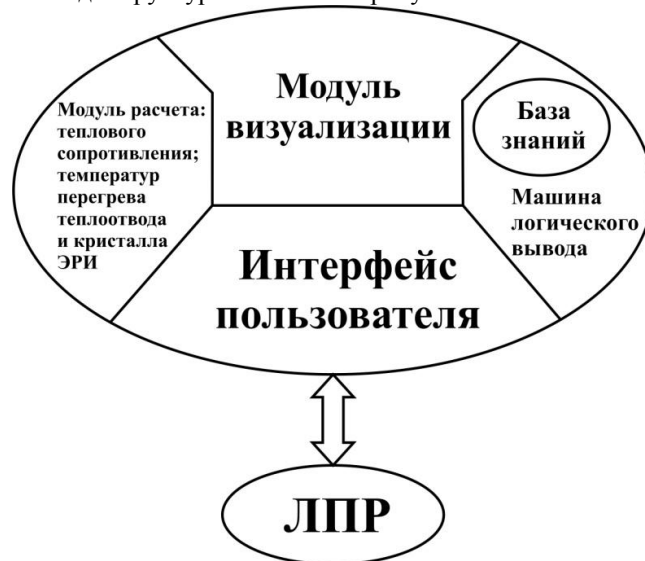 Модуль расчета:
теплового
сопротивления;
температур
перегрева
теплоотвода
и кристалла
ЭРИ
Модуль
визуализации
База
знаний
Машина
логического
вывода
Интерфейс
пользователя
ЛПР